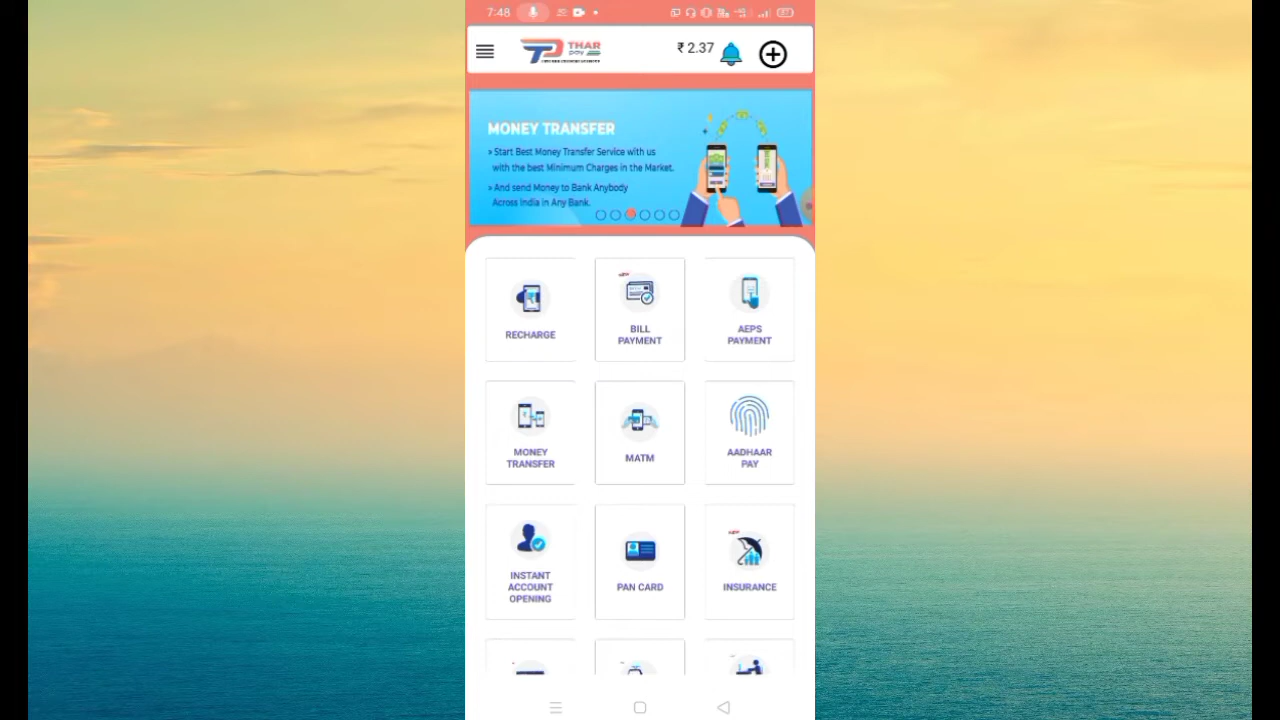 7:48
THAR
pay
₹ 2.37
MONEY TRANSFER
» Start Best Money Transfer Service with us
with the best Minimum Charges in the Market.
» And send Money to Bank Anybody
Across India in Any Bank.
RECHARGE
BILL
PAYMENT
AEPS
PAYMENT
MONEY
TRANSFER
MATM
AADHAAR
PAY
INSTANT
ACCOUNT
OPENING
PAN CARD
INSURANCE